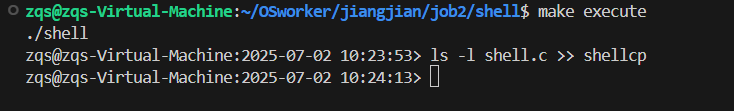 zqs@zqs-Virtual-Machine:~/OSworker/jiangjian/job2/shell$ make execute
./shell
zqs@zqs-Virtual-Machine:2025-07-02 10:23:53> ls -l shell.c >> shellcp
zqs@zqs-Virtual-Machine:2025-07-02 10:24:13>